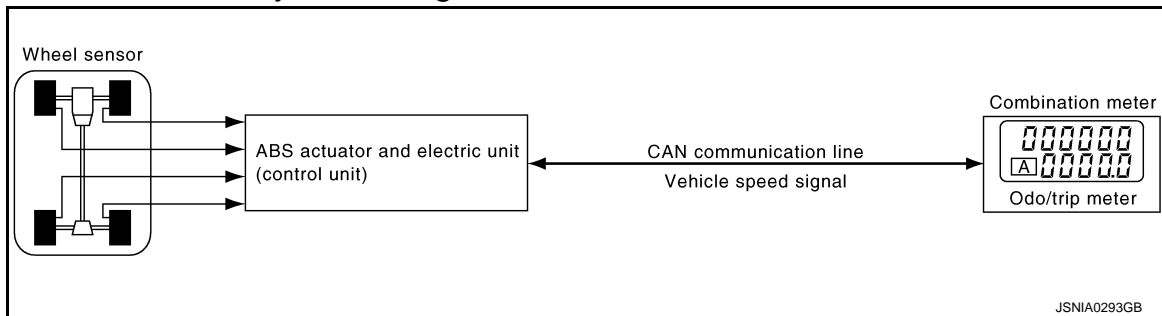 Wheel sensor
ABS actuator and electric unit
(control unit)
CAN communication line
Vehicle speed signal
Combination meter
000000
A 0000.0
Odo/trip meter
JSNIA0293GB